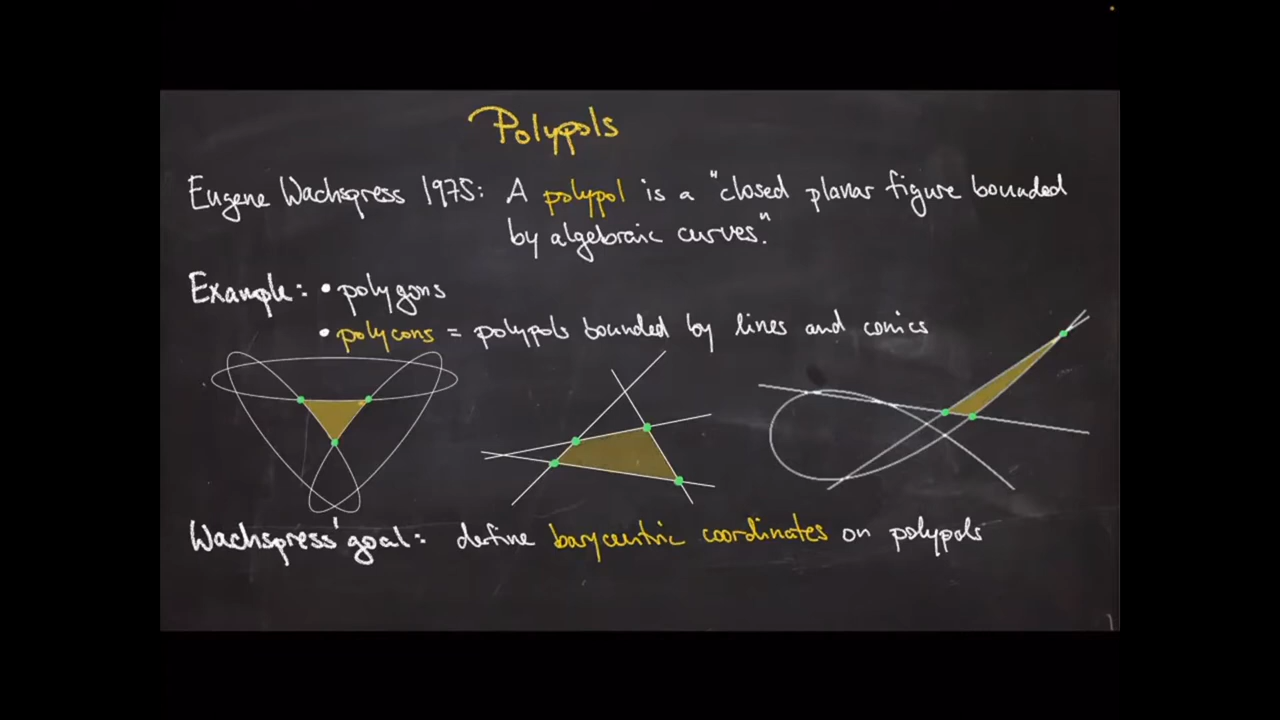 Polypols
Eugene Wachspress 1975: A polypol is a "closed planar figure bounded
by algebraic curves."
Example: • polygons
• polycons = polypols bounded by lines and conics
Wachspress' goal: define barycentric coordinates on polypols
1